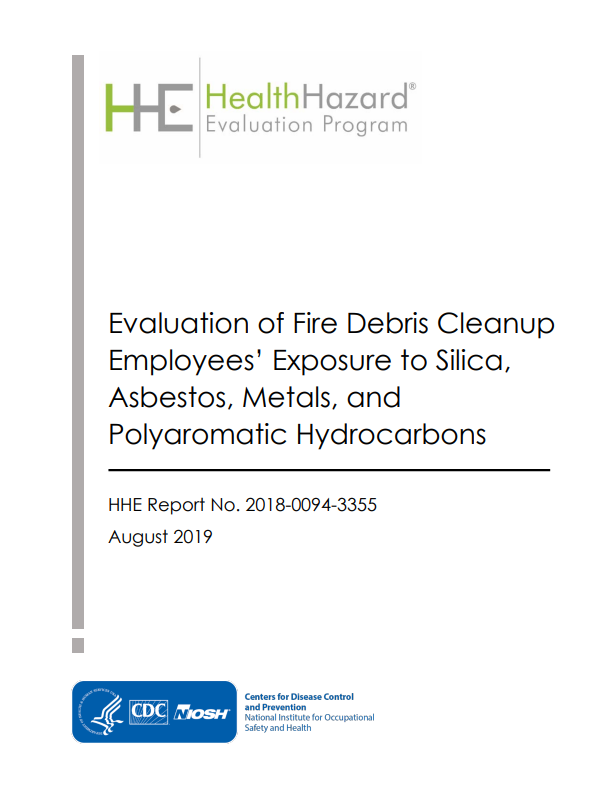 HHE HealthHazard®
Evaluation Program
Evaluation of Fire Debris Cleanup
Employees’ Exposure to Silica,
Asbestos, Metals, and
Polyaromatic Hydrocarbons
HHE Report No. 2018-0094-3355
August 2019
CDC NIOSH
Centers for Disease Control
and Prevention
National Institute for Occupational
Safety and Health